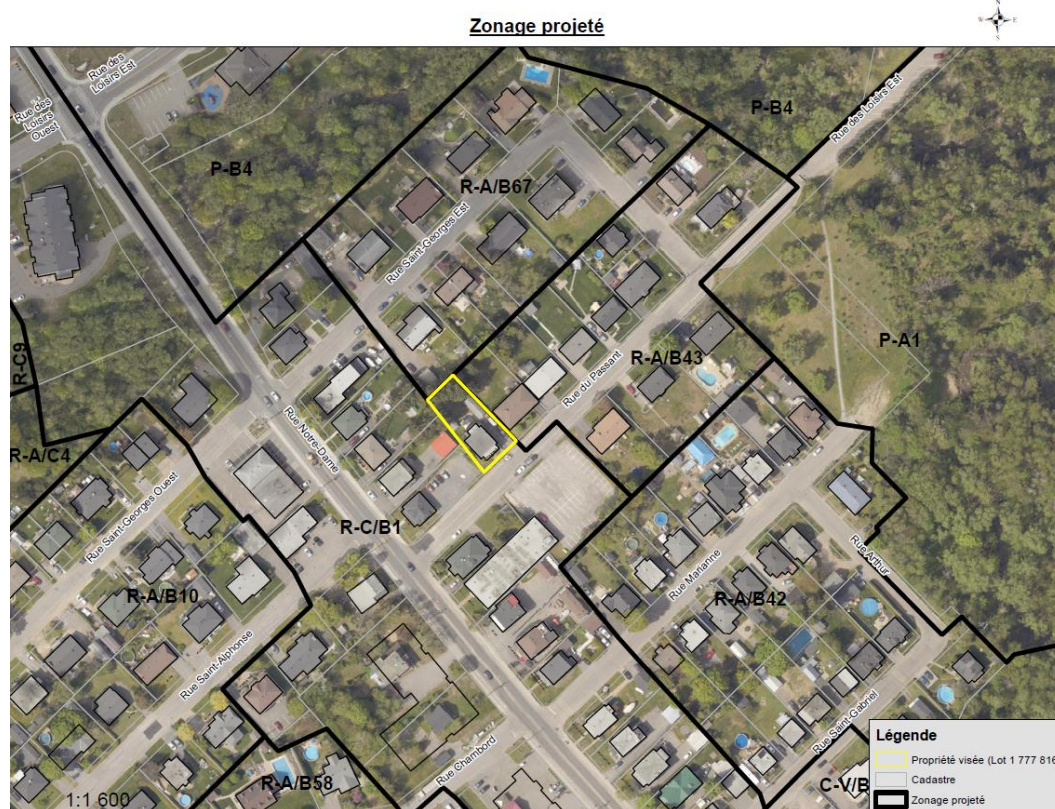 Zonage projeté
N
W
E
S
Rue des
Loisirs Est
Rue des
Loisirs
Ouest
P-B4
P-B4
Rue des Loisirs Est
R-A/B67
Rue Saint-Georges Est
R-C9
P-A1
R-A/B43
Rue du Passant
Rue Notre-Dame
R-A/C4
Rue Saint-Georges Ouest
R-C/B1
Rue Arthur
Rue Marianne
R-A/B10
R-A/B42
Rue Saint-Alphonse
Rue Saint-Gabriel
Rue Chambord
R-A/B58
C-V/B
1:1 600
Légende
Propriété visée (Lot 1 777 816
Cadastre
Zonage projeté